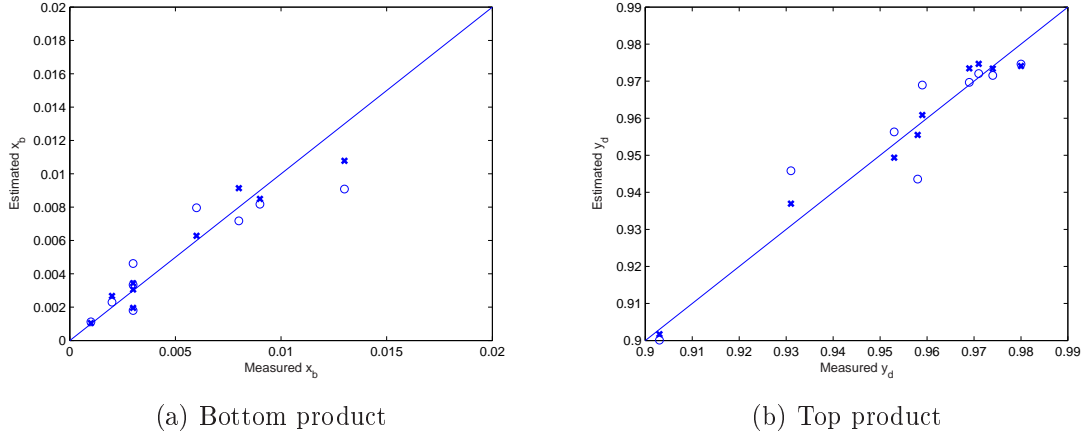 0.02
0.018
0.016
0.014
0.012
0.01
0.008
0.006
0.004
0.002
0
0 0.005 0.01 0.015 0.02
Estimated x_b
Measured x_b
(a) Bottom product
0.99
0.98
0.97
0.96
0.95
0.94
0.93
0.92
0.91
0.9
0.9 0.91 0.92 0.93 0.94 0.95 0.96 0.97 0.98 0.99
Estimated y_d
Measured y_d
(b) Top product